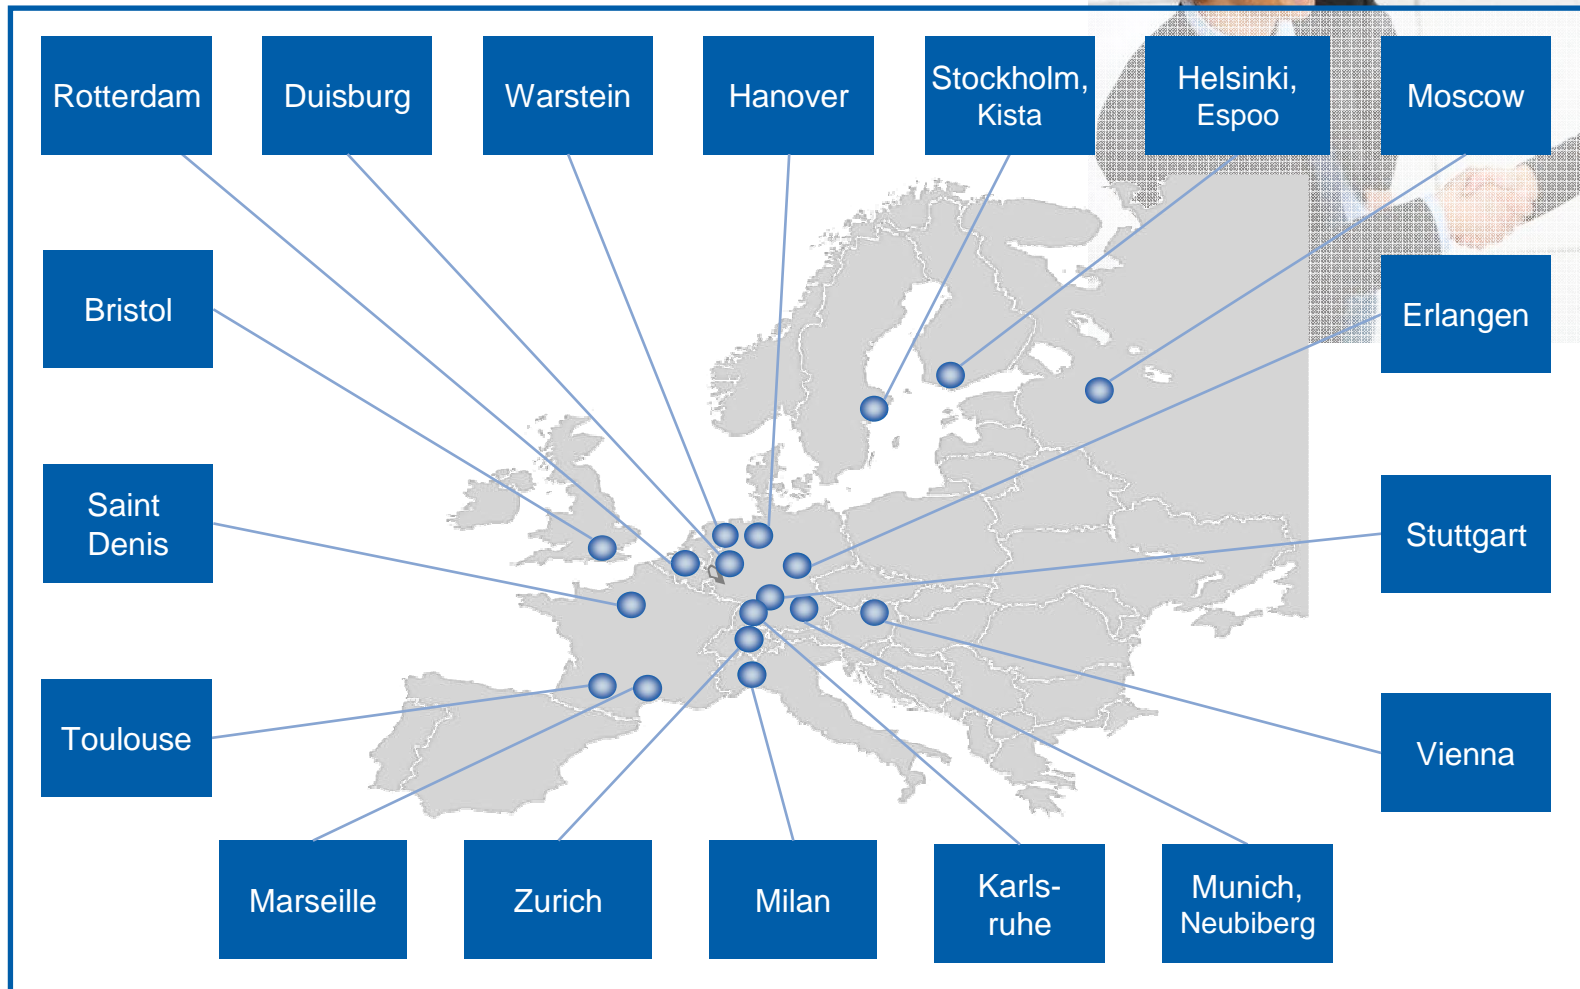 Rotterdam
Duisburg
Warstein
Hanover
Stockholm,
Kista
Helsinki,
Espoo
Moscow
Bristol
Erlangen
Saint
Denis
Stuttgart
Toulouse
Vienna
Marseille
Zurich
Milan
Karls-
ruhe
Munich,
Neubiberg